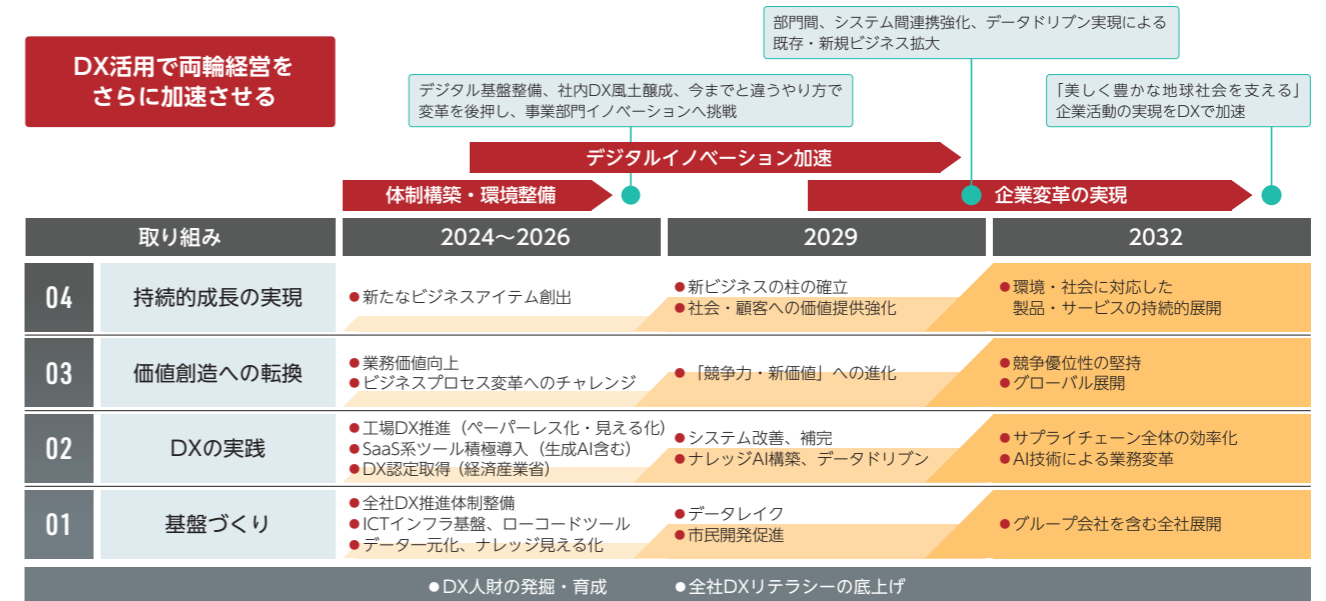 DX活用で両輪経営を
さらに加速させる
部門間、システム間連携強化、データドリブン実現による
既存・新規ビジネス拡大
デジタル基盤整備、社内DX風土醸成、今までと違うやり方で
変革を後押し、事業部門イノベーションへ挑戦
「美しく豊かな地球社会を支える」
企業活動の実現をDXで加速
デジタルイノベーション加速
体制構築・環境整備
企業変革の実現
取り組み
2024〜2026
2029
2032
04
持続的成長の実現
●新たなビジネスアイテム創出
●新ビジネスの柱の確立
●社会・顧客への価値提供強化
●環境・社会に対応した
製品・サービスの持続的展開
03
価値創造への転換
●業務価値向上
●ビジネスプロセス変革へのチャレンジ
●「競争力・新価値」への進化
●競争優位性の堅持
●グローバル展開
02
DXの実践
●工場DX推進（ペーパーレス化・見える化）
●SaaS系ツール積極導入（生成AI含む）
●DX認定取得（経済産業省）
●システム改善、補完
●ナレッジAI構築、データドリブン
●サプライチェーン全体の効率化
●AI技術による業務変革
01
基盤づくり
●全社DX推進体制整備
●ICTインフラ基盤、ローコードツール
●データ一元化、ナレッジ見える化
●データレイク
●市民開発促進
●グループ会社を含む全社展開
●DX人財の発掘・育成
●全社DXリテラシーの底上げ